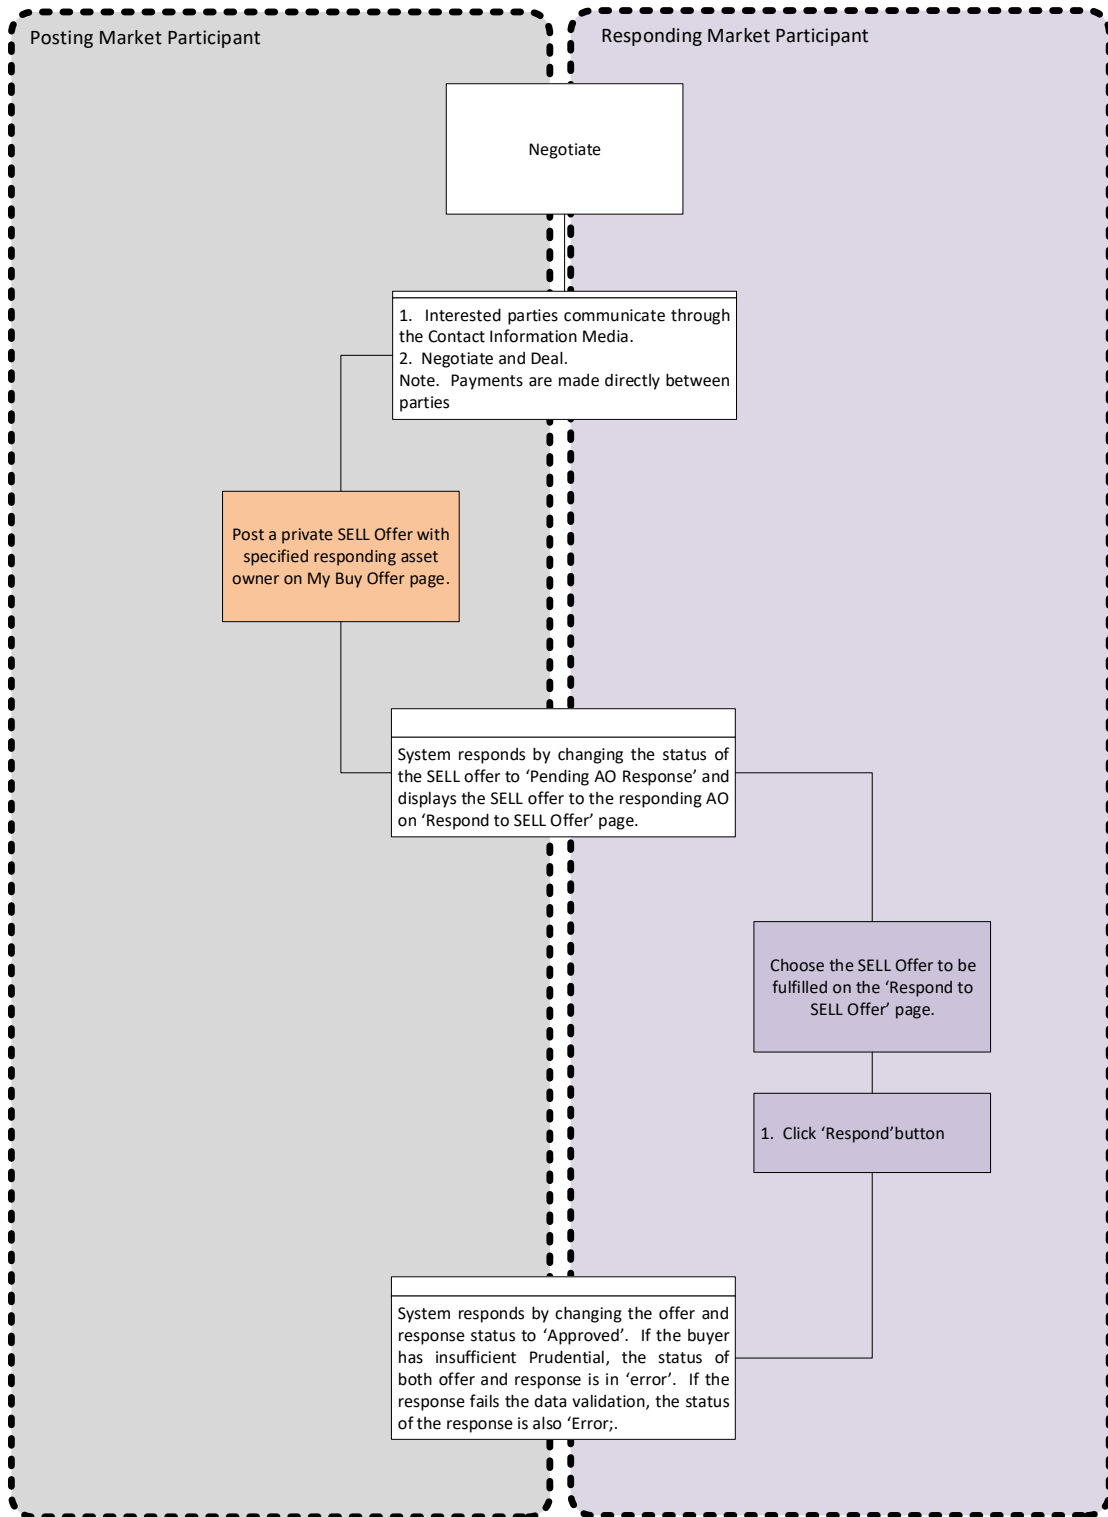 Posting Market Participant
Responding Market Participant
Negotiate
1. Interested parties communicate through
the Contact Information Media.
2. Negotiate and Deal.
Note. Payments are made directly between
parties
Post a private SELL Offer with
specified responding asset
owner on My Buy Offer page.
System responds by changing the status of
the SELL offer to ‘Pending AO Response’ and
displays the SELL offer to the responding AO
on ‘Respond to SELL Offer’ page.
Choose the SELL Offer to be
fulfilled on the ‘Respond to
SELL Offer’ page.
1. Click ‘Respond’button
System responds by changing the offer and
response status to ‘Approved’. If the buyer
has insufficient Prudential, the status of
both offer and response is in ‘error’. If the
response fails the data validation, the status
of the response is also ‘Error;.